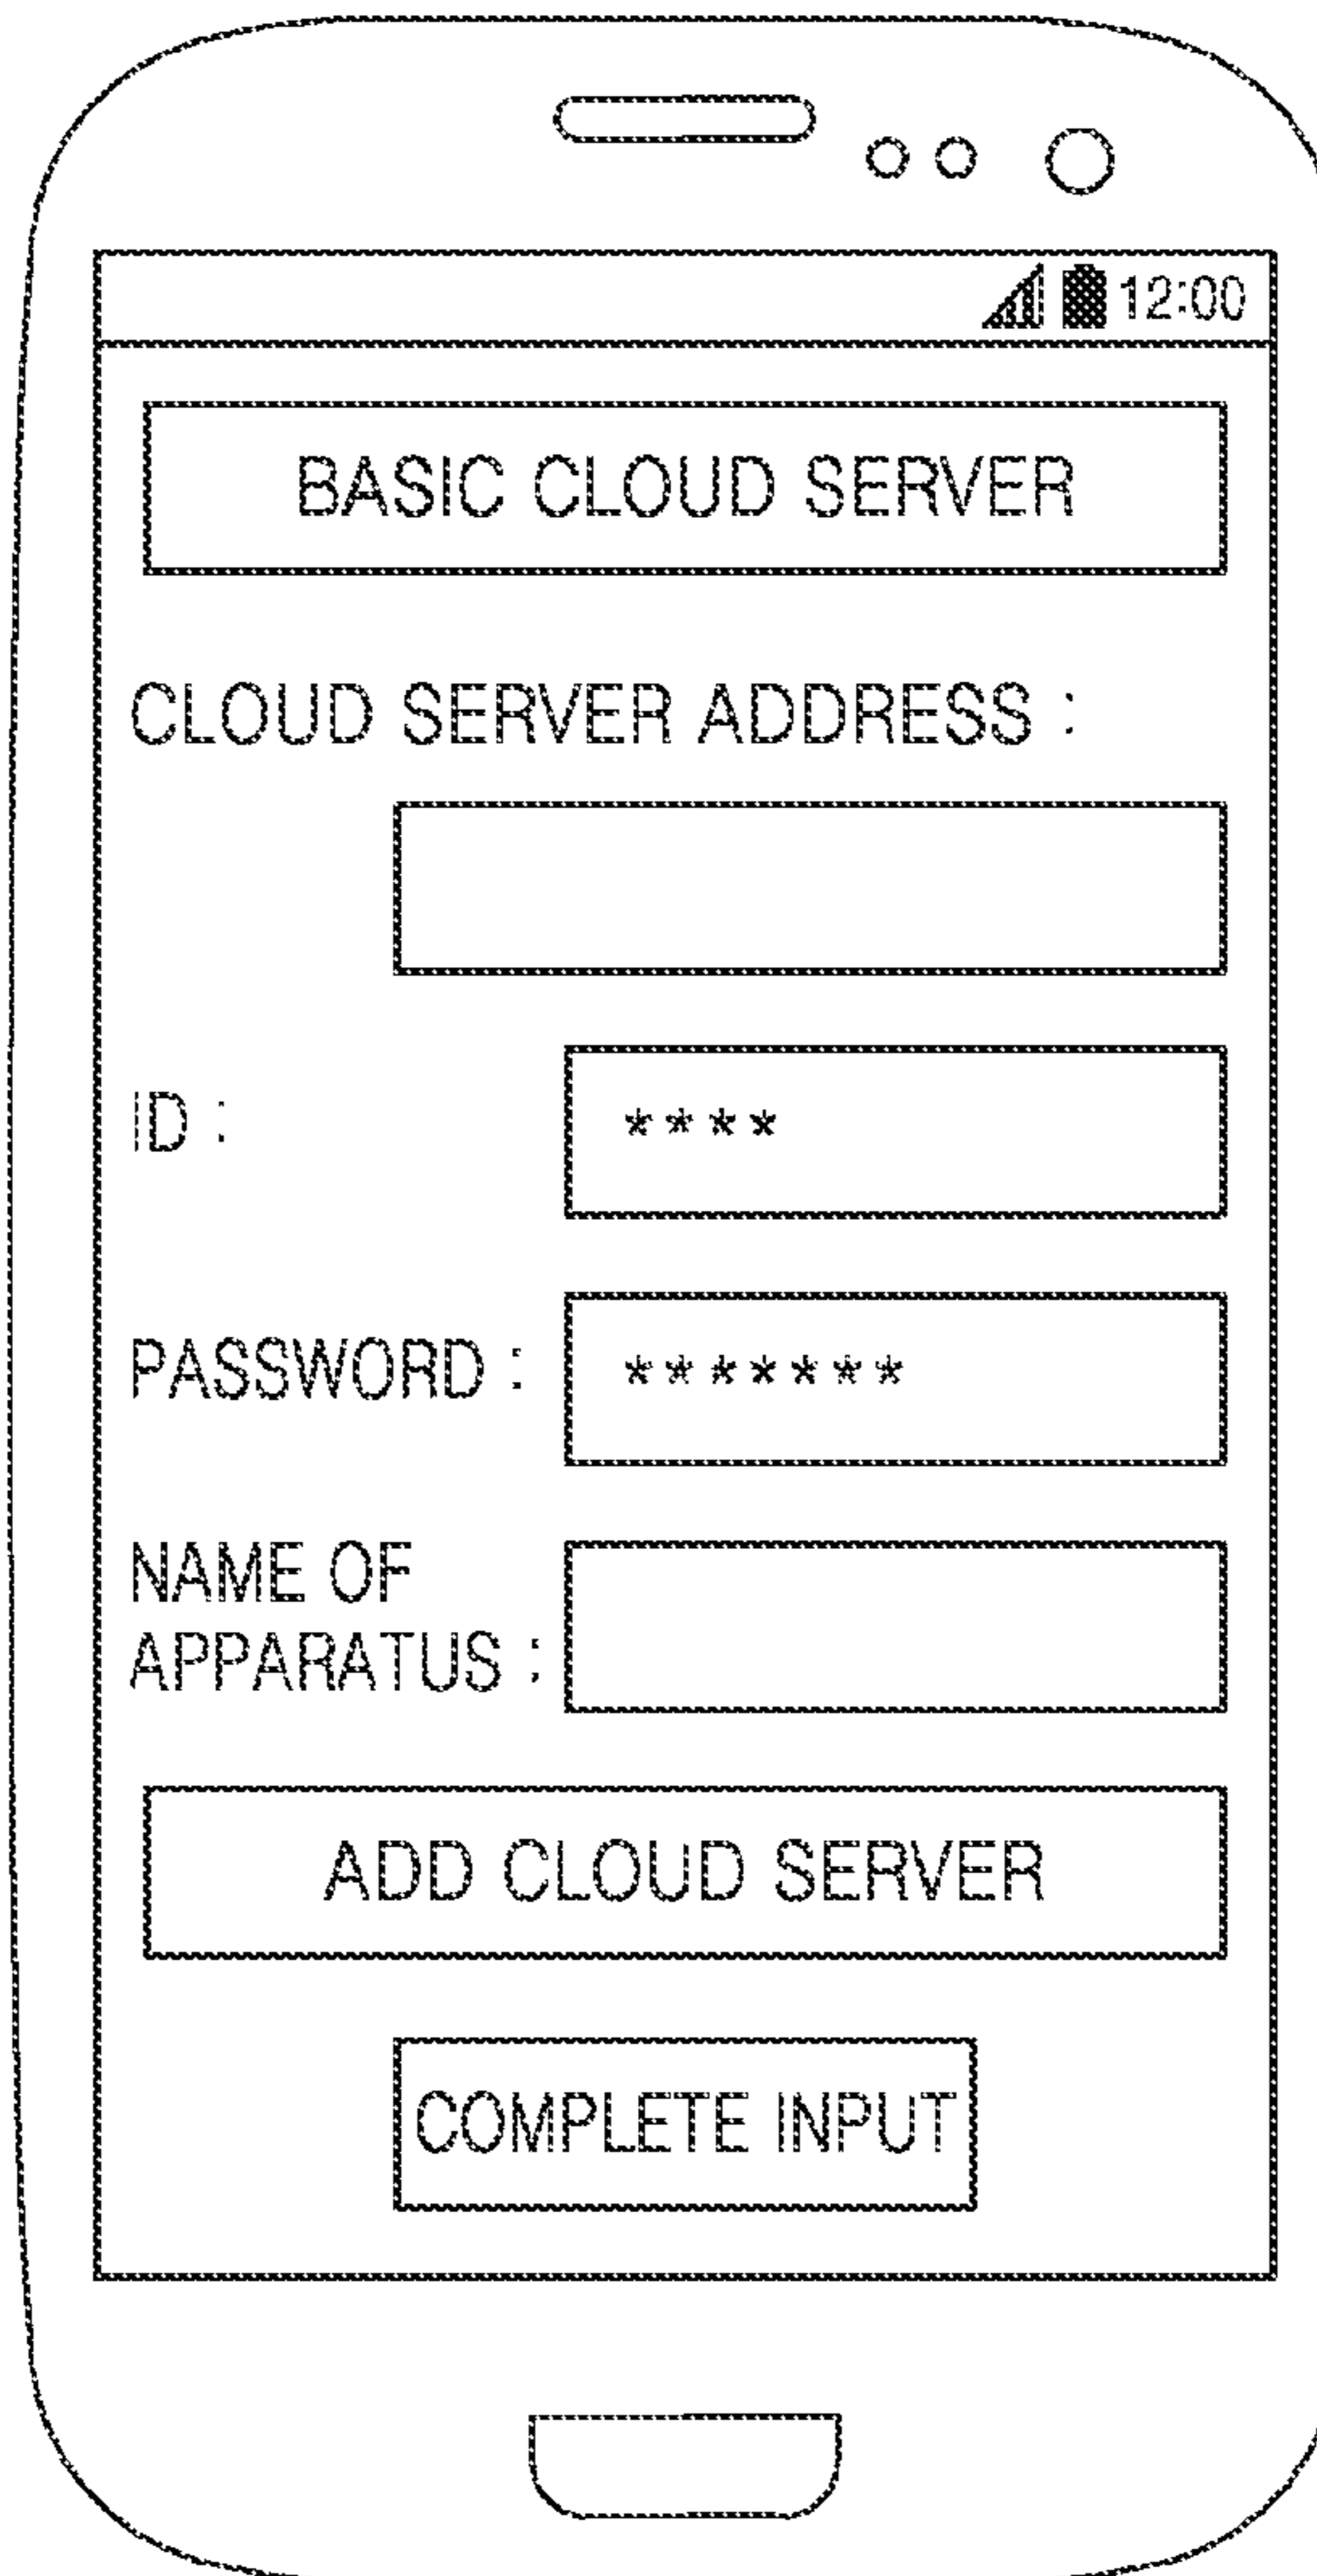 12:00
BASIC CLOUD SERVER
CLOUD SERVER ADDRESS :
ID : ****
PASSWORD : *******
NAME OF
APPARATUS :
ADD CLOUD SERVER
COMPLETE INPUT